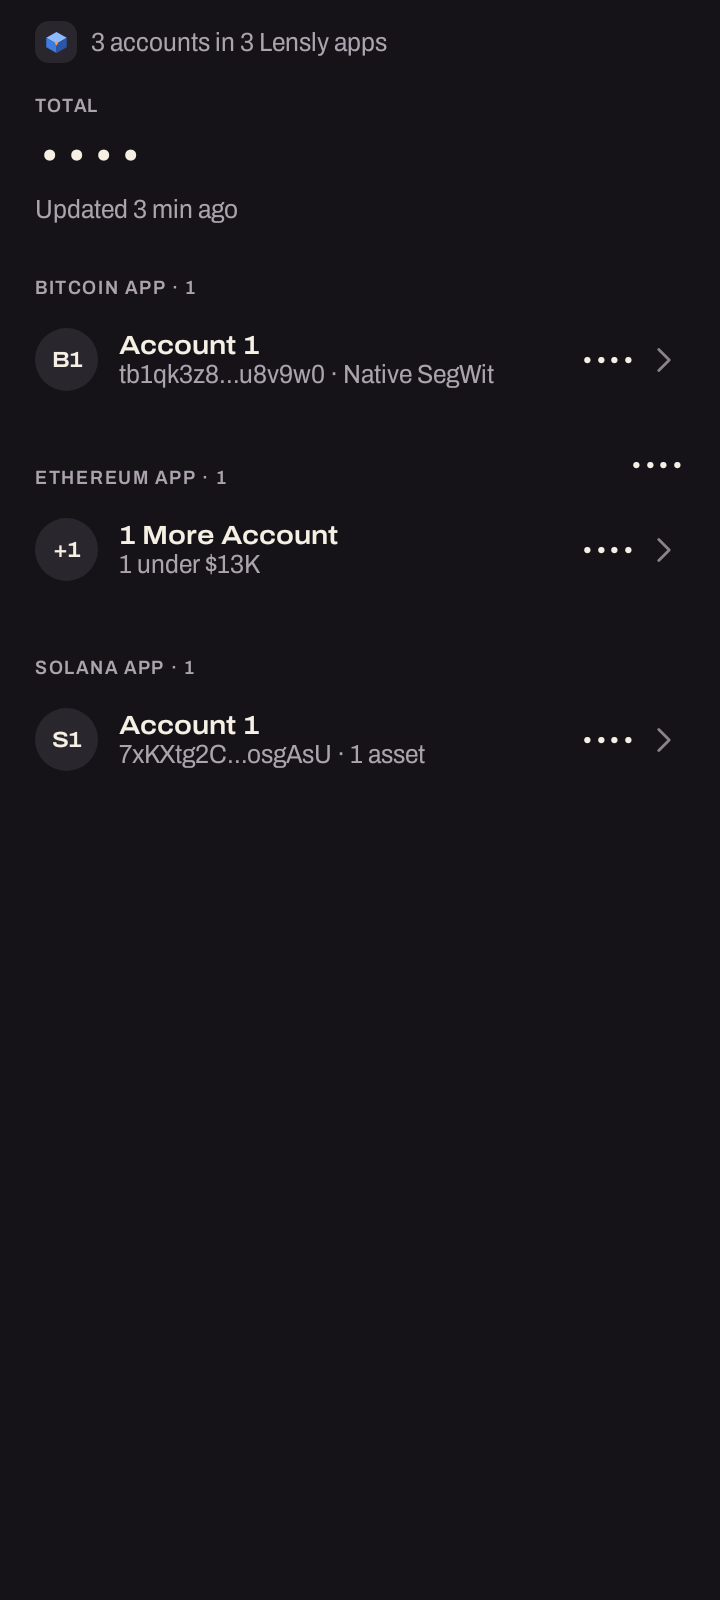 3 accounts in 3 Lensly apps
TOTAL
••••
Updated 3 min ago
BITCOIN APP · 1
B1
Account 1
tb1qk3z8...u8v9w0 · Native SegWit
••••
ETHEREUM APP · 1
••••
+1
1 More Account
1 under $13K
••••
SOLANA APP · 1
S1
Account 1
7xKXtg2C...osgAsU · 1 asset
••••